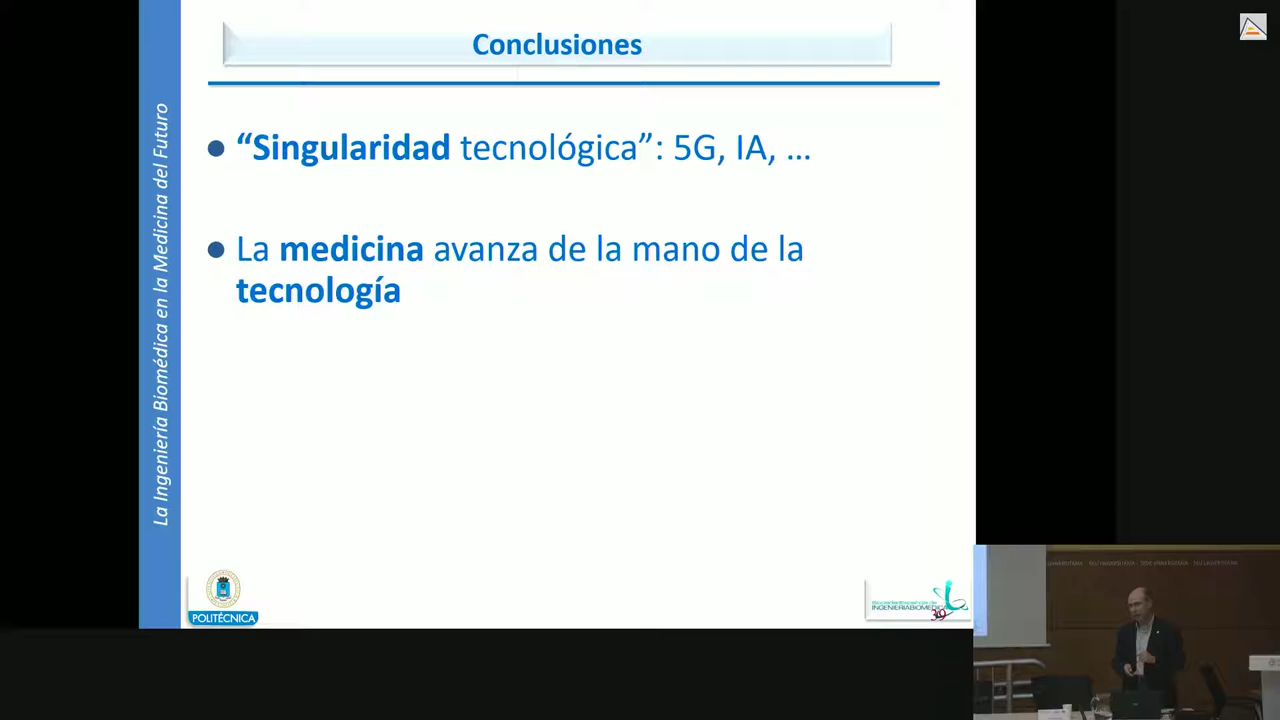 Conclusiones
“Singularidad tecnológica”: 5G, IA, ...
La medicina avanza de la mano de la
tecnología
La Ingeniería Biomédica en la Medicina del Futuro
POLITÉCNICA
INGENIERIABIOMEDICA